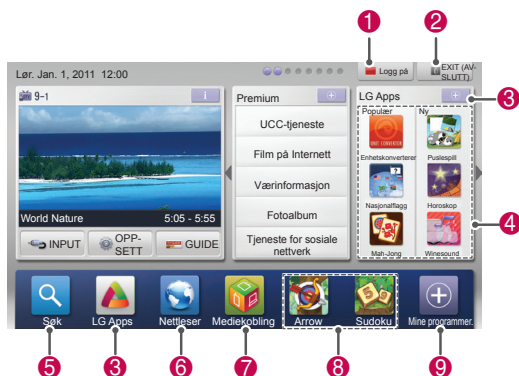 1 2
Lør. Jan. 1, 2011 12:00
Logg på
EXIT (AV-
SLUTT)
9-1
i
Premium
LG Apps
3
Populær Ny
UCC-tjeneste
Film på Internett
Værinformasjon
Fotoalbum
Tjeneste for sosiale
nettverk
Enhetskonverterer Puslespill
Nasjonalflagg Horoskop
Mah-Jong Winesound
4
World Nature 5:05 - 5:55
INPUT
OPP-
SETT
GUIDE
Søk LG Apps Nettleser Mediekobling Arrow Sudoku Mine programmer.
5 3 6 7 8 9